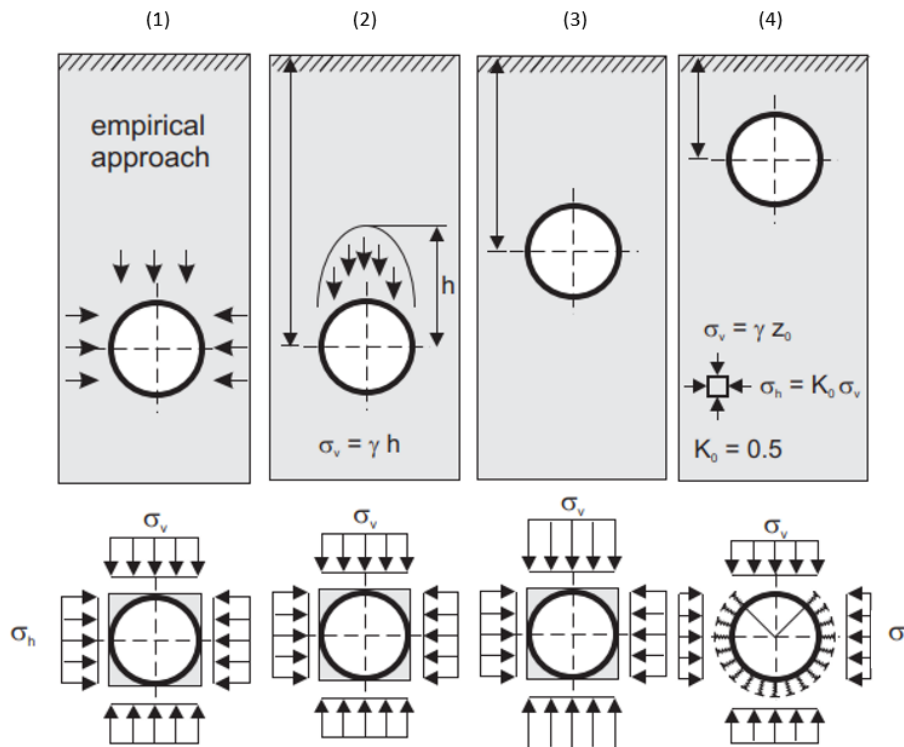 (1) (2) (3) (4)
empirical
approach
h
σv = γ h
σv = γ z0
σh = K0 σv
K0 = 0.5
σv σv σv σv
σh σ